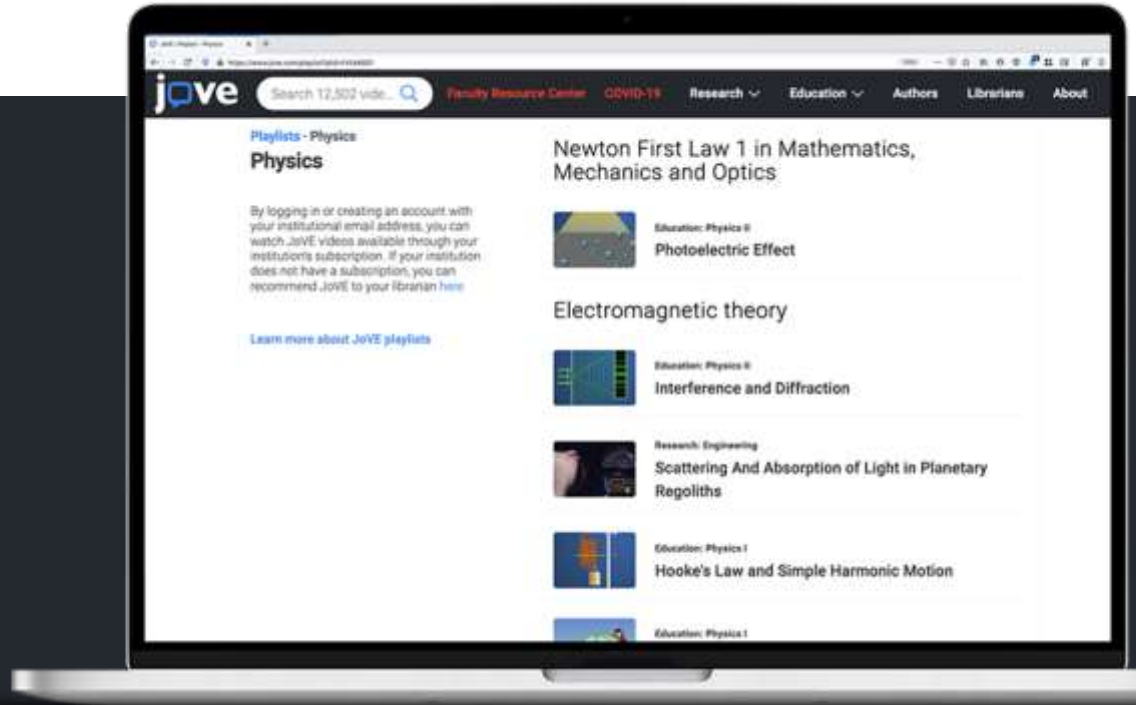 jove
Search 12,502 vide...
Faculty Resource Center
COVID-19
Research
Education
Authors
Librarians
About
Playlists - Physics
Physics
By logging in or creating an account with
your institutional email address, you can
watch JoVE videos available through your
institution's subscription. If your institution
does not have a subscription, you can
recommend JoVE to your librarian here
Learn more about JoVE playlists
Newton First Law 1 in Mathematics,
Mechanics and Optics
Education: Physics II
Photoelectric Effect
Electromagnetic theory
Education: Physics II
Interference and Diffraction
Research: Engineering
Scattering And Absorption of Light in Planetary
Regoliths
Education: Physics I
Hooke's Law and Simple Harmonic Motion
Education: Physics I